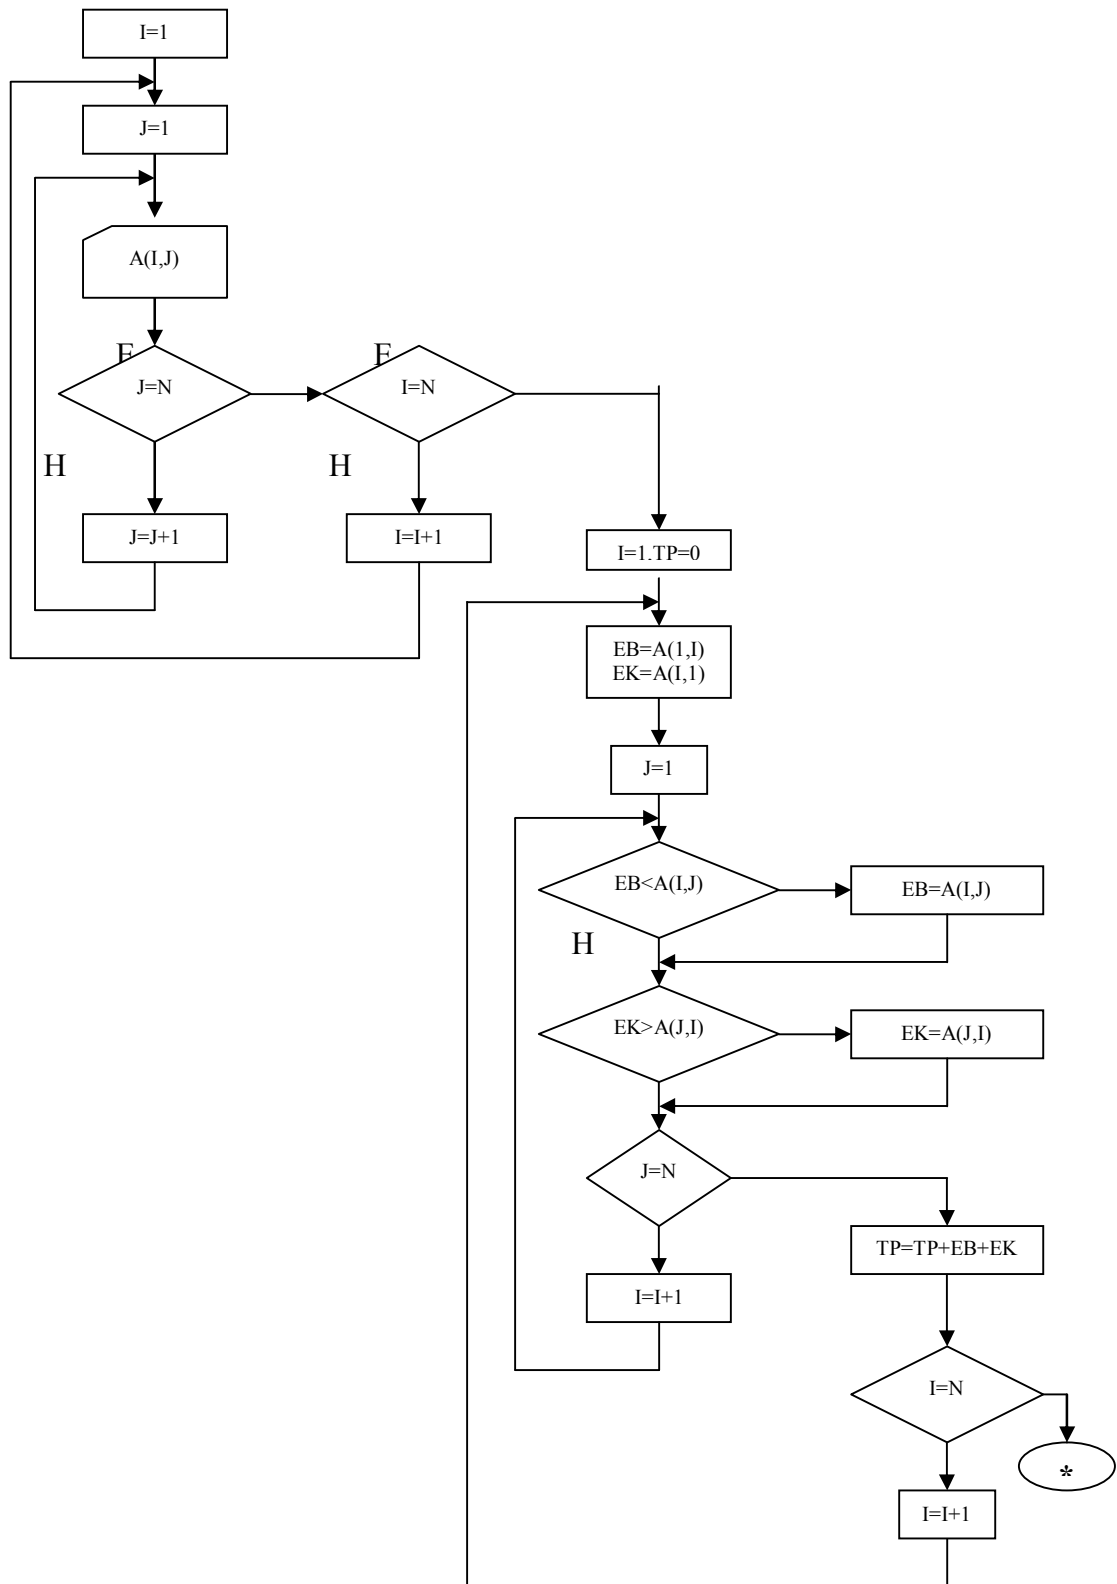 I=1
J=1
A(I,J)
E
J=N
H
J=J+1
E
I=N
H
I=I+1
I=1,TP=0
EB=A(1,I)
EK=A(I,1)
J=1
EB<A(I,J)
EB=A(I,J)
H
EK>A(J,I)
EK=A(J,I)
J=N
TP=TP+EB+EK
I=I+1
I=N
*
I=I+1